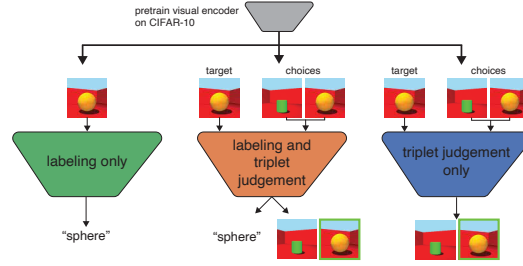 pretrain visual encoder
on CIFAR-10
target
choices
target
choices
labeling only
labeling and
triplet
judgement
triplet judgement
only
“sphere”
“sphere”